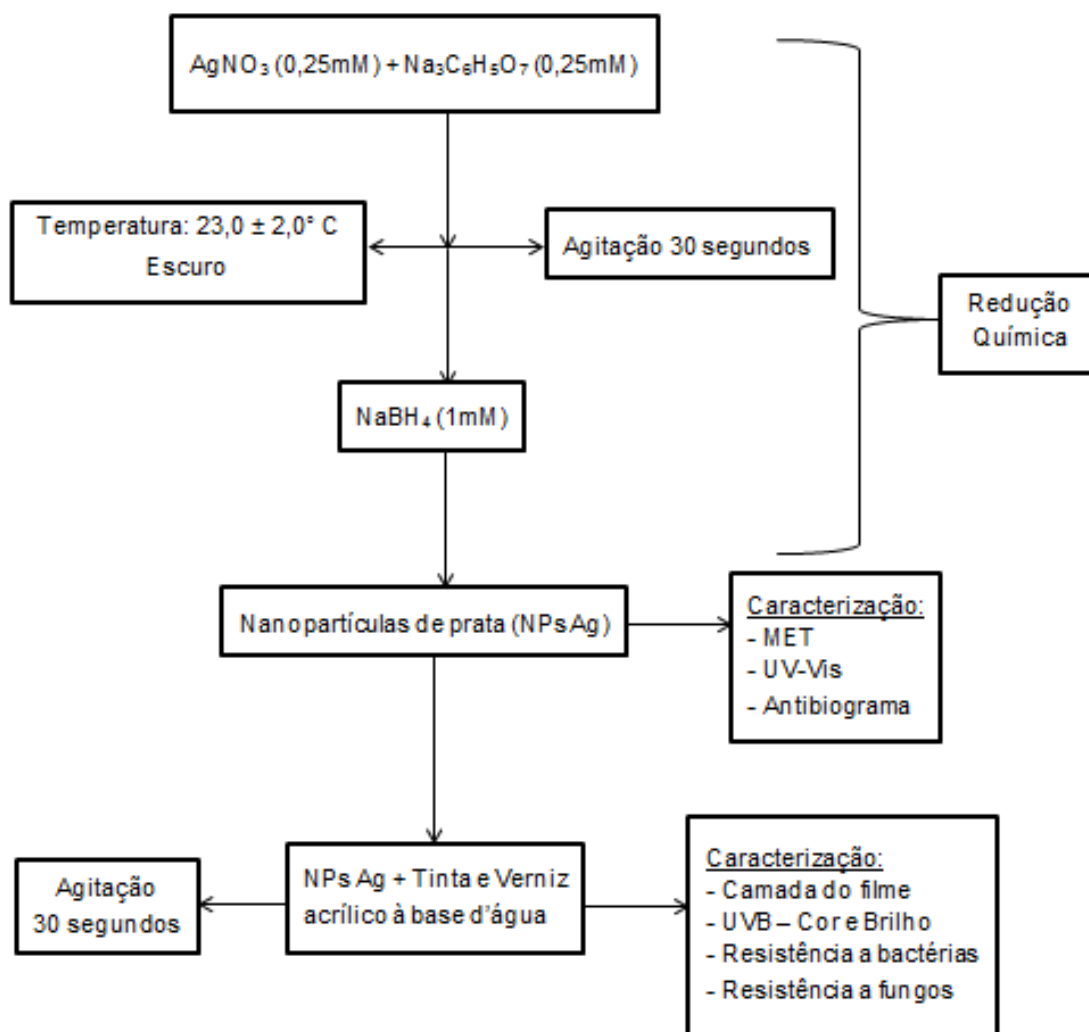 AgNO₃ (0,25mM) + Na₃C₆H₅O₇ (0,25mM)
Temperatura: 23,0 ± 2,0° C
Escuro
Agitação 30 segundos
Redução
Química
NaBH₄ (1mM)
Nanopartículas de prata (NPs Ag)
Caracterização:
- MET
- UV-Vis
- Antibiograma
Agitação
30 segundos
NPs Ag + Tinta e Verniz
acrílico à base d’água
Caracterização:
- Camada do filme
- UVB – Cor e Brilho
- Resistência a bactérias
- Resistência a fungos